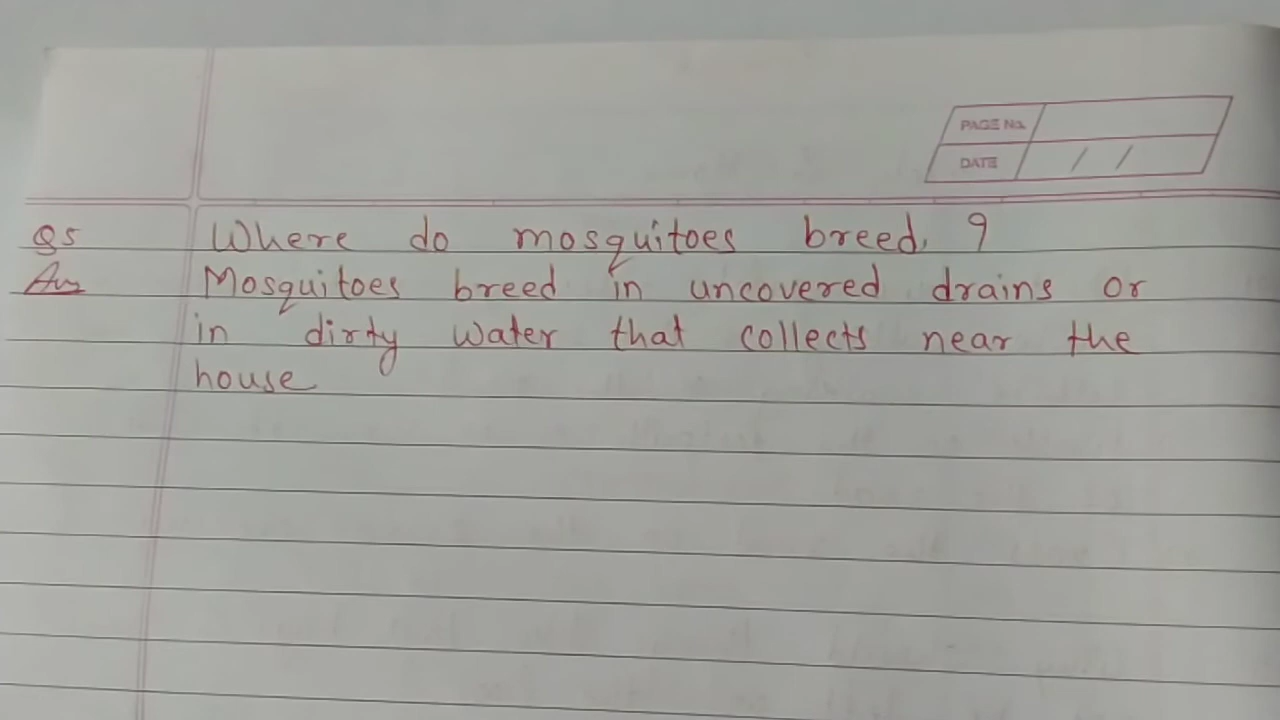 PAGE No.
DATE / /
Q5 Where do mosquitoes breed ?
Ans Mosquitoes breed in uncovered drains or
in dirty water that collects near the
house